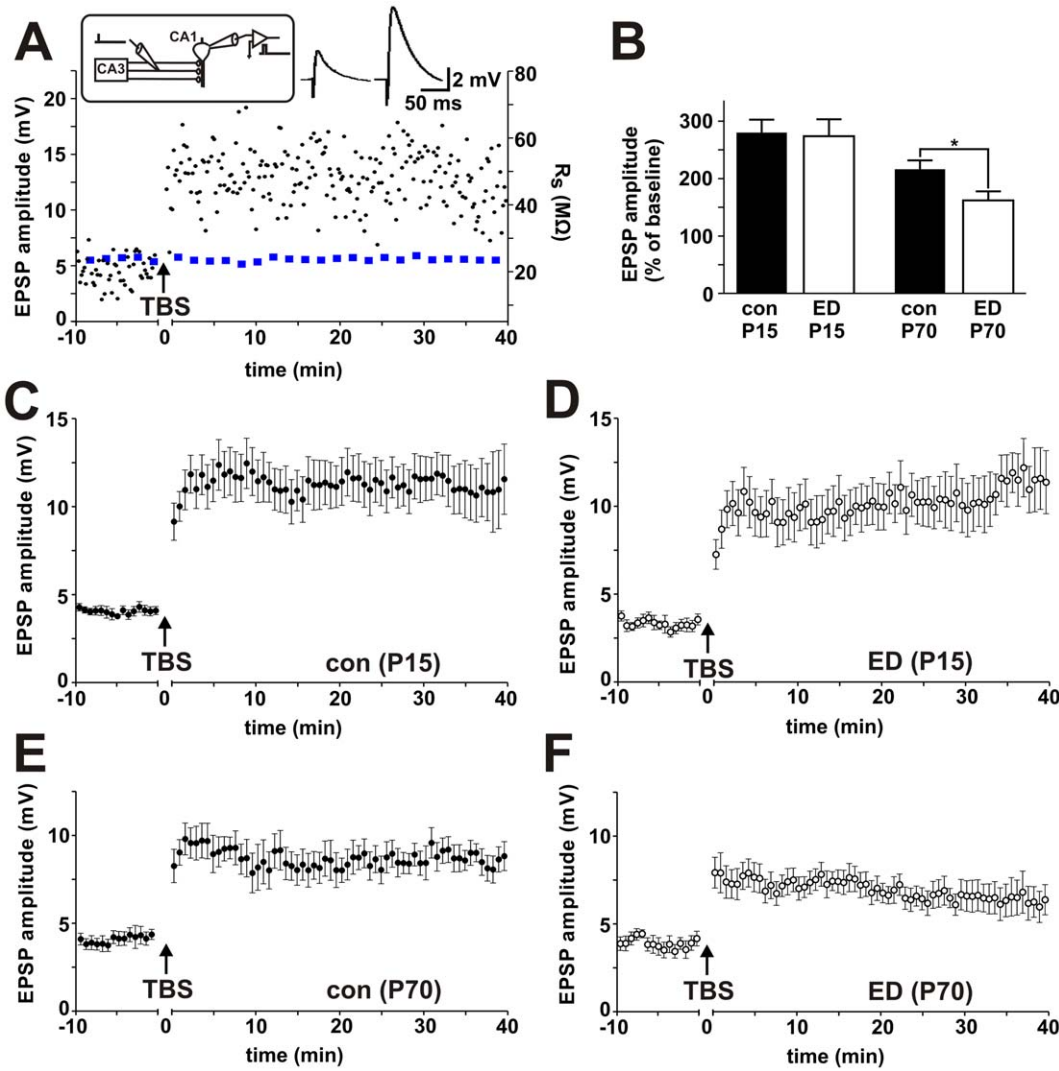 A
CA1
CA3
2 mV
50 ms
EPSP amplitude (mV)
22
20
15
10
5
0
80
60
40
20
Rs (MΩ)
TBS
-10 0 10 20 30 40
time (min)
B
EPSP amplitude
(% of baseline)
300
200
100
0
*
con ED con ED
P15 P15 P70 P70
C
EPSP amplitude (mV)
15
10
5
0
TBS
con (P15)
-10 0 10 20 30 40
time (min)
D
EPSP amplitude (mV)
15
10
5
0
TBS
ED (P15)
-10 0 10 20 30 40
time (min)
E
EPSP amplitude (mV)
10
5
0
TBS
con (P70)
-10 0 10 20 30 40
time (min)
F
EPSP amplitude (mV)
10
5
0
TBS
ED (P70)
-10 0 10 20 30 40
time (min)